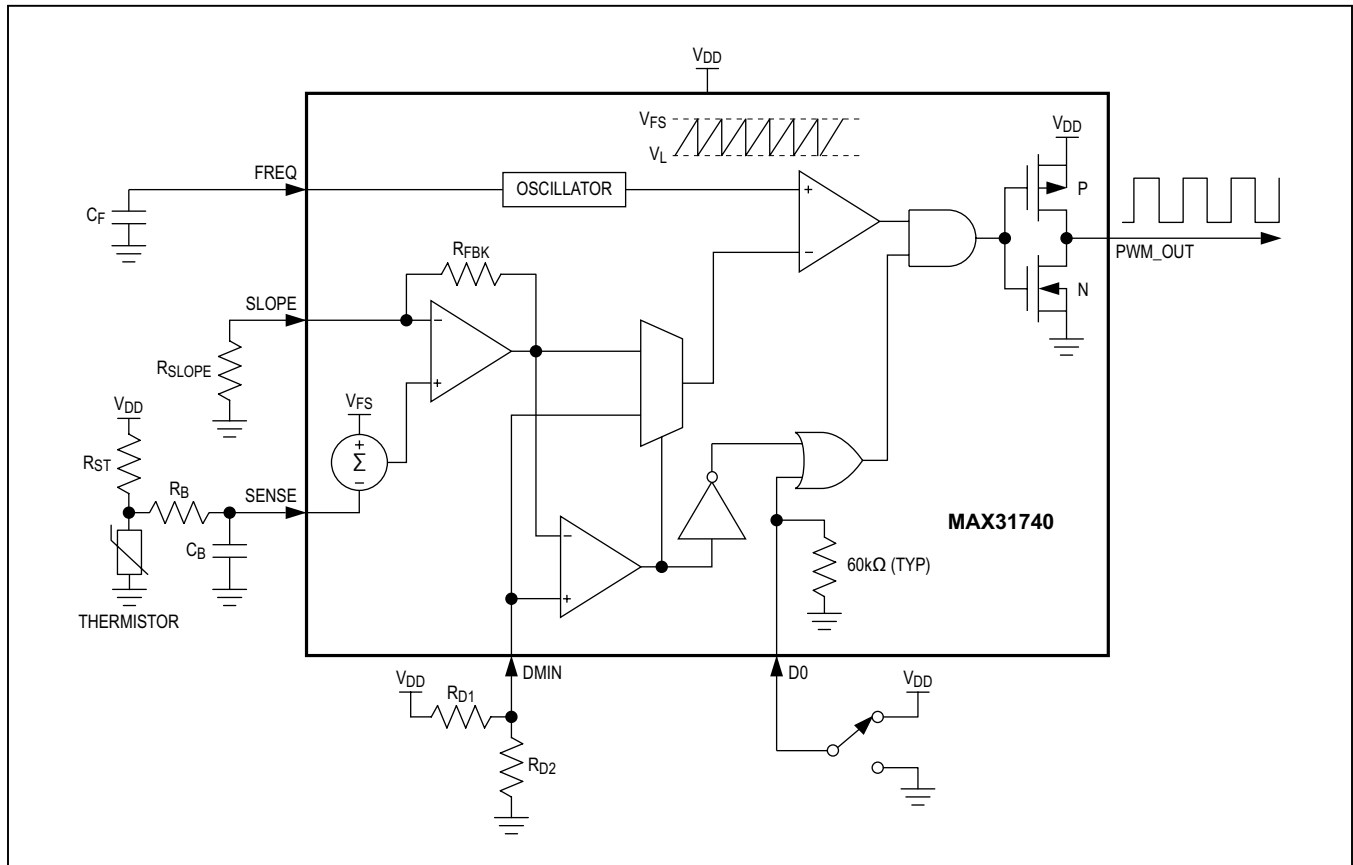 VDD
VFS
VL
VDD
FREQ
OSCILLATOR
+
P
CF
−
RFBK
PWM_OUT
SLOPE
−
N
RSLOPE
+
VDD
VFS
+
Σ
−
RST
RB
SENSE
MAX31740
CB
−
60kΩ (TYP)
+
THERMISTOR
VDD
RD1
DMIN
D0
VDD
RD2